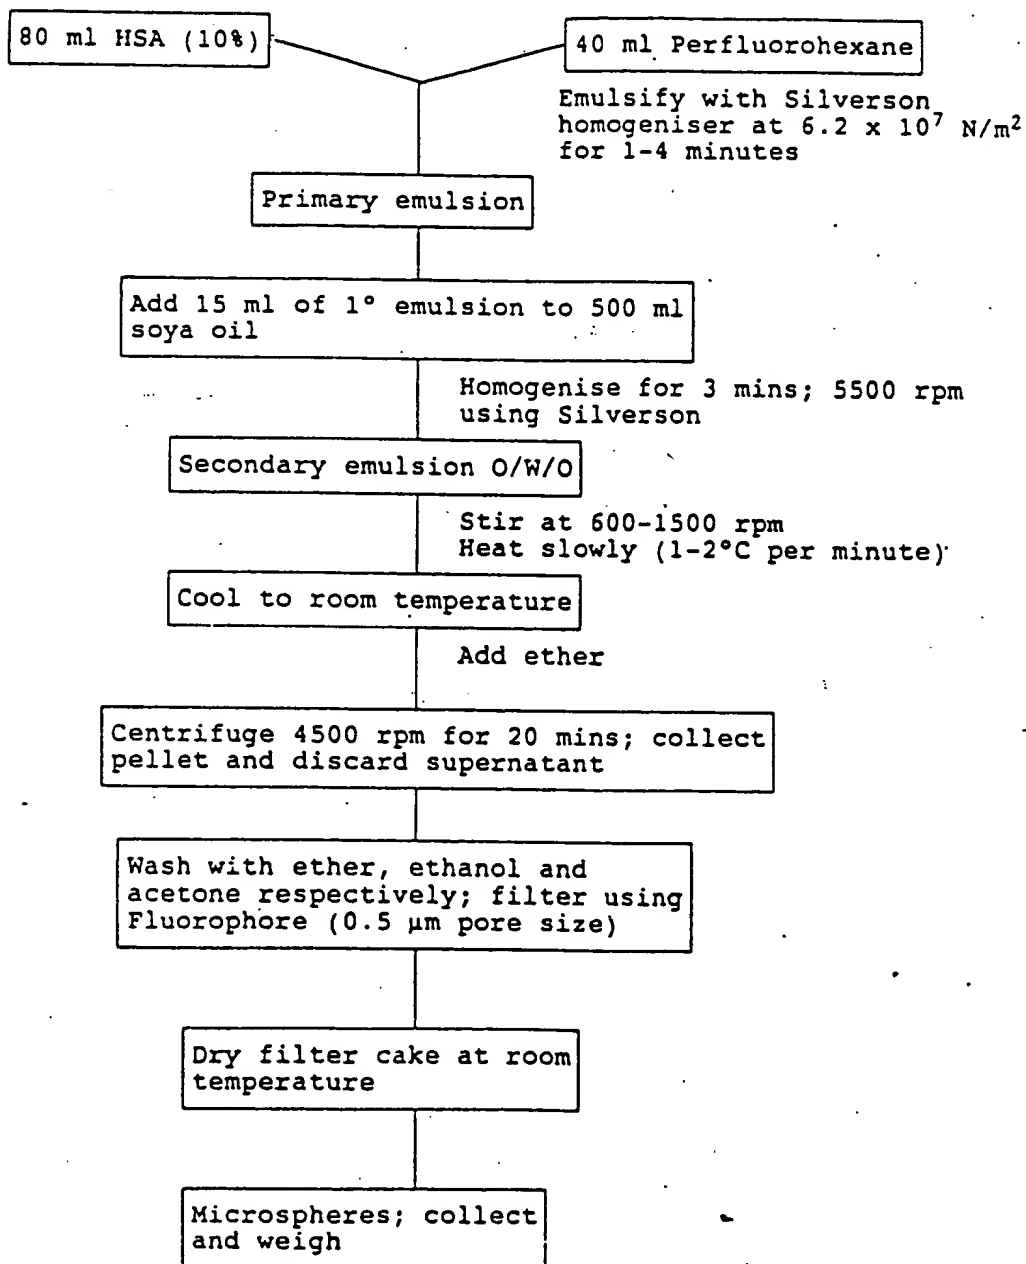 80 ml HSA (10%)
40 ml Perfluorohexane
Emulsify with Silverson
homogeniser at 6.2 x 10⁷ N/m²
for 1-4 minutes
Primary emulsion
Add 15 ml of 1° emulsion to 500 ml
soya oil
Homogenise for 3 mins; 5500 rpm
using Silverson
Secondary emulsion O/W/O
Stir at 600-1500 rpm
Heat slowly (1-2°C per minute)
Cool to room temperature
Add ether
Centrifuge 4500 rpm for 20 mins; collect
pellet and discard supernatant
Wash with ether, ethanol and
acetone respectively; filter using
Fluorophore (0.5 µm pore size)
Dry filter cake at room
temperature
Microspheres; collect
and weigh